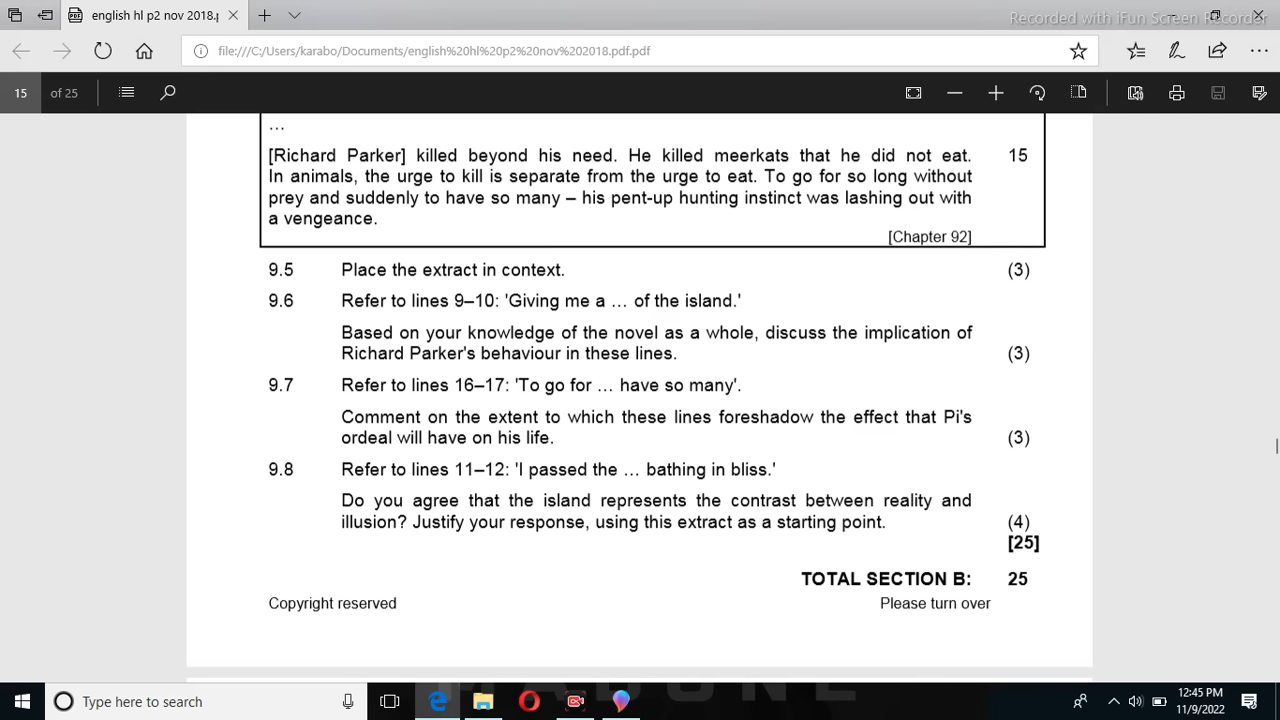 english hl p2 nov 2018.p
Recorded with iFun Screen Recorder
file:///C:/Users/karabo/Documents/english%20hl%20p2%20nov%202018.pdf.pdf
15 of 25
…
[Richard Parker] killed beyond his need. He killed meerkats that he did not eat. 15
In animals, the urge to kill is separate from the urge to eat. To go for so long without
prey and suddenly to have so many – his pent-up hunting instinct was lashing out with
a vengeance.
[Chapter 92]
9.5 Place the extract in context. (3)
9.6 Refer to lines 9–10: 'Giving me a … of the island.'
Based on your knowledge of the novel as a whole, discuss the implication of
Richard Parker's behaviour in these lines. (3)
9.7 Refer to lines 16–17: 'To go for … have so many'.
Comment on the extent to which these lines foreshadow the effect that Pi's
ordeal will have on his life. (3)
9.8 Refer to lines 11–12: 'I passed the … bathing in bliss.'
Do you agree that the island represents the contrast between reality and
illusion? Justify your response, using this extract as a starting point. (4)
[25]
TOTAL SECTION B: 25
Copyright reserved Please turn over
Type here to search
12:45 PM
11/9/2022